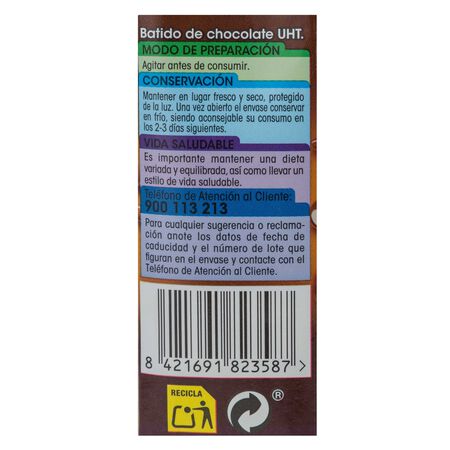 Batido de chocolate UHT.
MODO DE PREPARACIÓN
Agitar antes de consumir.
CONSERVACIÓN
Mantener en lugar fresco y seco, protegido
de la luz. Una vez abierto el envase conservar
en frío, siendo aconsejable su consumo en
los 2-3 días siguientes.
VIDA SALUDABLE
Es importante mantener una dieta
variada y equilibrada, así como llevar un
estilo de vida saludable.
Teléfono de Atención al Cliente:
900 113 213
Para cualquier sugerencia o reclama-
ción anote los datos de fecha de
caducidad y el número de lote que
figuran en el envase y contacte con el
Teléfono de Atención al Cliente.
8 421691 823587 >
RECICLA
®